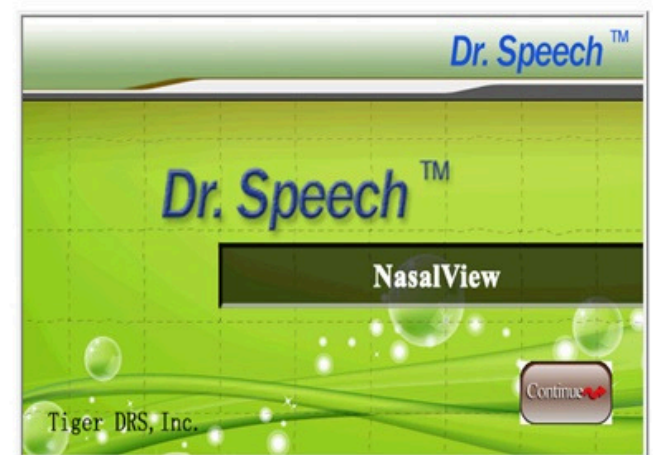 Dr. Speech™
Dr. Speech™
NasalView
Continue
Tiger DRS, Inc.